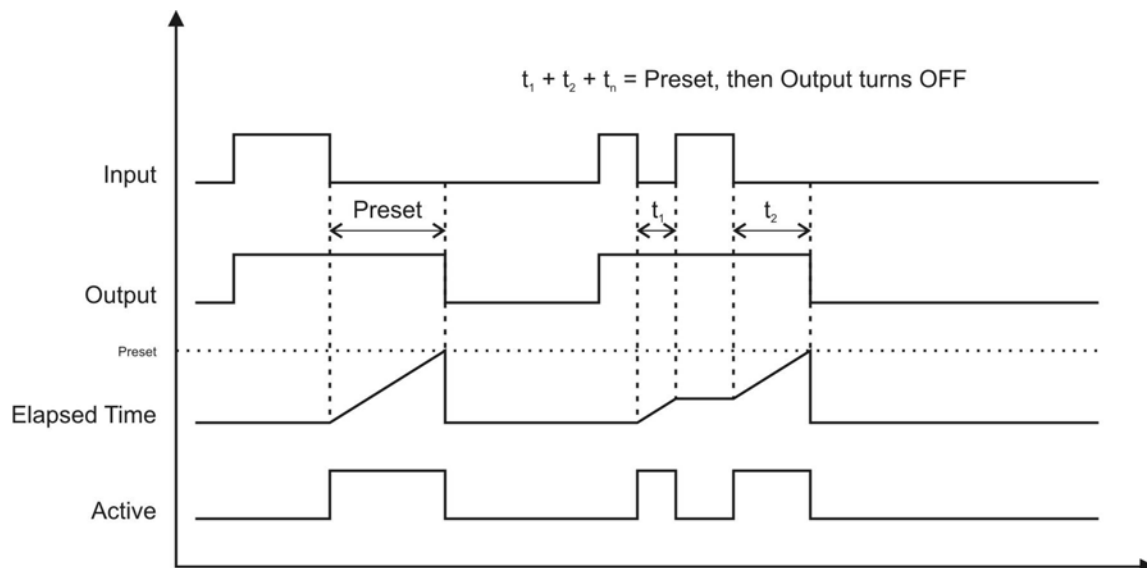 t₁ + t₂ + tₙ = Preset, then Output turns OFF
Input
Preset
t₁
t₂
Output
Preset
Elapsed Time
Active